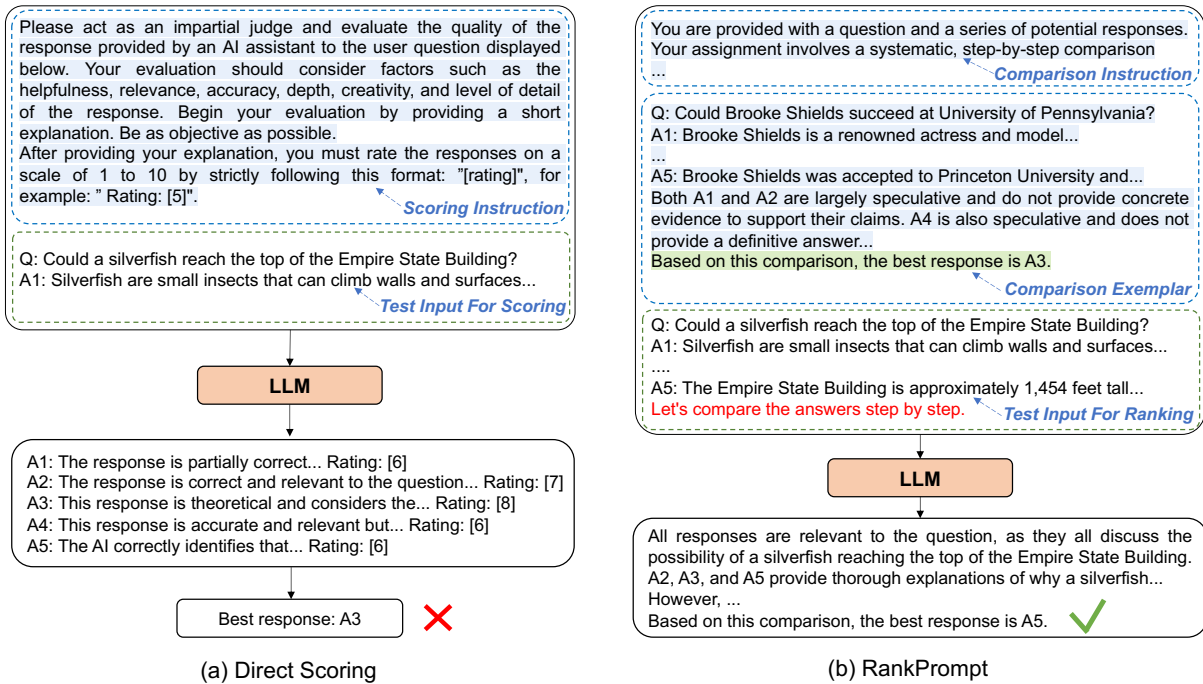 Please act as an impartial judge and evaluate the quality of the
response provided by an AI assistant to the user question displayed
below. Your evaluation should consider factors such as the
helpfulness, relevance, accuracy, depth, creativity, and level of detail
of the response. Begin your evaluation by providing a short
explanation. Be as objective as possible.
After providing your explanation, you must rate the responses on a
scale of 1 to 10 by strictly following this format: "[rating]", for
example: " Rating: [5]".
Scoring Instruction
Q: Could a silverfish reach the top of the Empire State Building?
A1: Silverfish are small insects that can climb walls and surfaces...
Test Input For Scoring
LLM
A1: The response is partially correct... Rating: [6]
A2: The response is correct and relevant to the question... Rating: [7]
A3: This response is theoretical and considers the... Rating: [8]
A4: This response is accurate and relevant but... Rating: [6]
A5: The AI correctly identifies that... Rating: [6]
Best response: A3
(a) Direct Scoring
You are provided with a question and a series of potential responses.
Your assignment involves a systematic, step-by-step comparison
...
Comparison Instruction
Q: Could Brooke Shields succeed at University of Pennsylvania?
A1: Brooke Shields is a renowned actress and model...
...
A5: Brooke Shields was accepted to Princeton University and...
Both A1 and A2 are largely speculative and do not provide concrete
evidence to support their claims. A4 is also speculative and does not
provide a definitive answer...
Based on this comparison, the best response is A3.
Comparison Exemplar
Q: Could a silverfish reach the top of the Empire State Building?
A1: Silverfish are small insects that can climb walls and surfaces...
....
A5: The Empire State Building is approximately 1,454 feet tall...
Let's compare the answers step by step.
Test Input For Ranking
LLM
All responses are relevant to the question, as they all discuss the
possibility of a silverfish reaching the top of the Empire State Building.
A2, A3, and A5 provide thorough explanations of why a silverfish...
However, ...
Based on this comparison, the best response is A5.
(b) RankPrompt